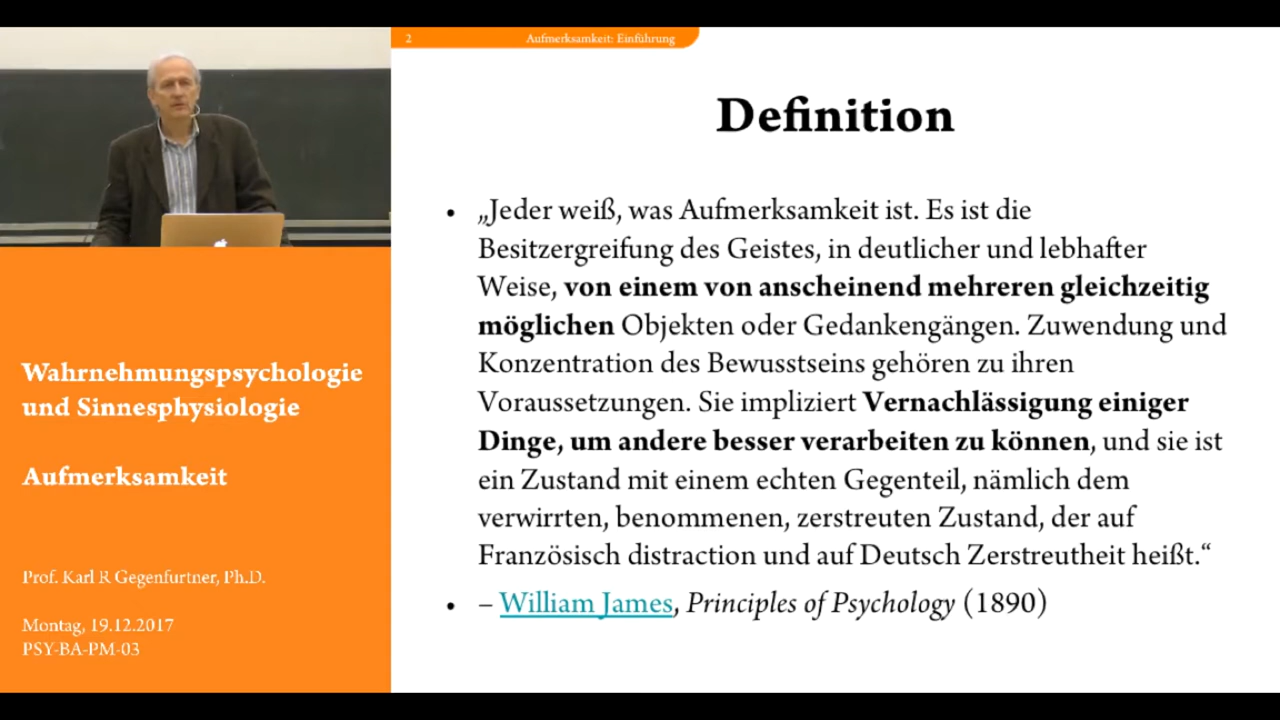 2
Aufmerksamkeit: Einführung
Definition
• „Jeder weiß, was Aufmerksamkeit ist. Es ist die
Besitzergreifung des Geistes, in deutlicher und lebhafter
Weise, von einem von anscheinend mehreren gleichzeitig
möglichen Objekten oder Gedankengängen. Zuwendung und
Konzentration des Bewusstseins gehören zu ihren
Voraussetzungen. Sie impliziert Vernachlässigung einiger
Dinge, um andere besser verarbeiten zu können, und sie ist
ein Zustand mit einem echten Gegenteil, nämlich dem
verwirrten, benommenen, zerstreuten Zustand, der auf
Französisch distraction und auf Deutsch Zerstreutheit heißt.“
• – William James, Principles of Psychology (1890)
Wahrnehmungspsychologie
und Sinnesphysiologie
Aufmerksamkeit
Prof. Karl R Gegenfurtner, Ph.D.
Montag, 19.12.2017
PSY-BA-PM-03